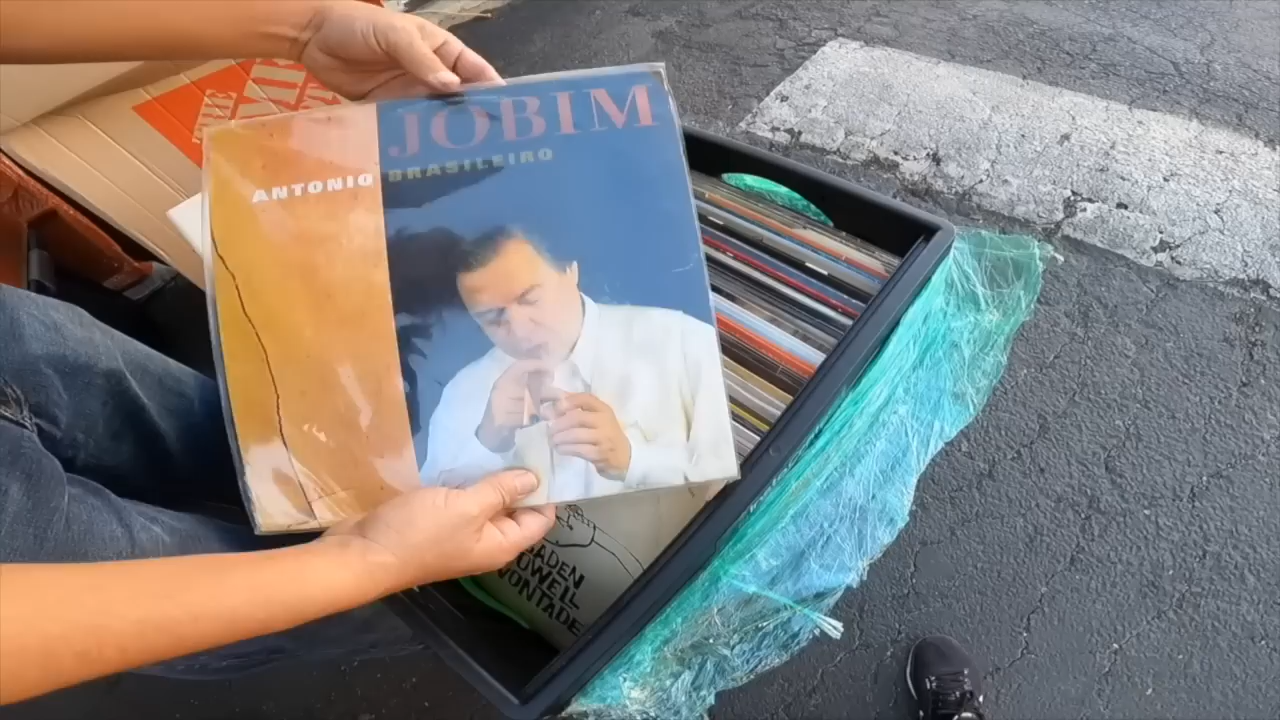 JOBIM
ANTONIO BRASILEIRO
BADEN
POWELL
VONTADE